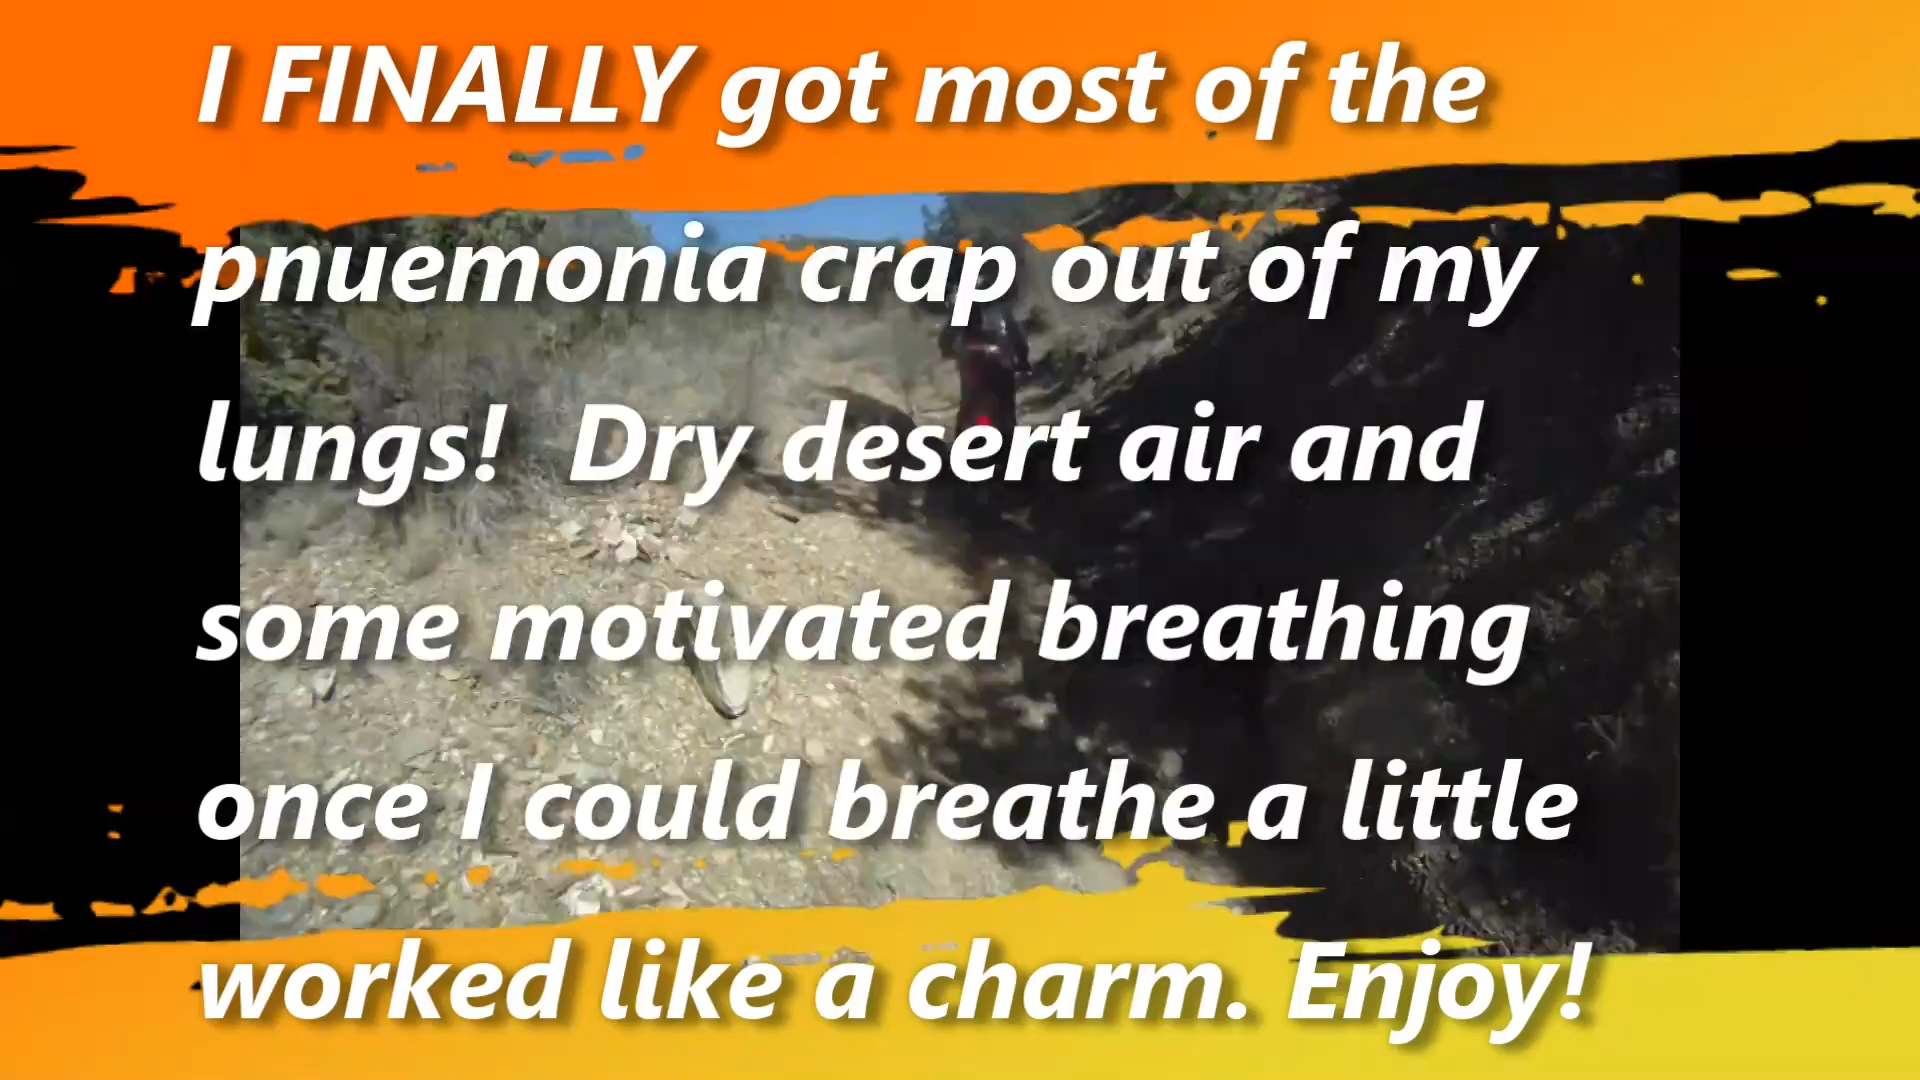 I FINALLY got most of the
pnuemonia crap out of my
lungs!  Dry desert air and
some motivated breathing
once I could breathe a little
worked like a charm. Enjoy!